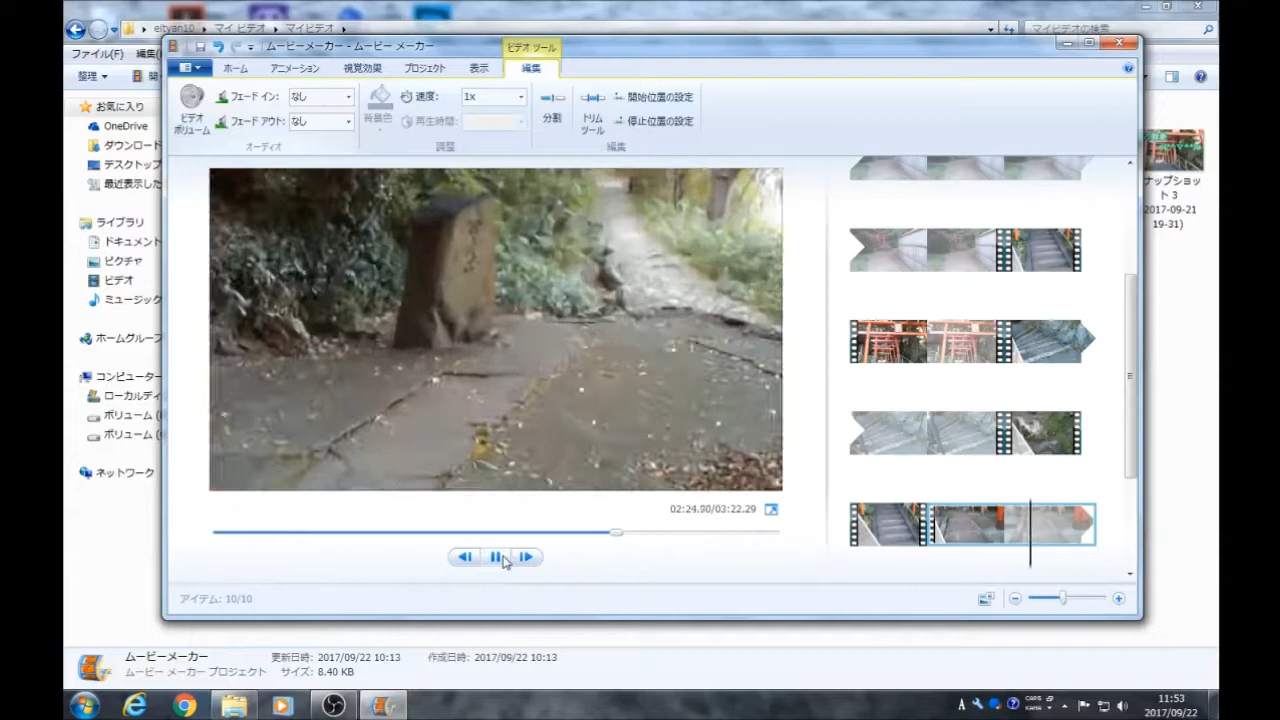 eityan10 ▸ マイ ビデオ ▸ マイビデオ ▸
マイビデオの検索
ファイル(F)
編集(
整理
開
お気に入り
OneDrive
ダウンロード
デスクトップ
最近表示した
ライブラリ
ドキュメント
ピクチャ
ビデオ
ミュージック
ホームグループ
コンピューター
ローカルディ
ボリューム (
ボリューム (
ネットワーク
ムービーメーカー - ムービー メーカー
ビデオ ツール
ホーム
アニメーション
視覚効果
プロジェクト
表示
編集
ビデオ
ボリューム
フェード イン:
なし
フェード アウト:
なし
オーディオ
背景色
速度:
1x
再生時間:
調整
分割
トリム
ツール
開始位置の設定
停止位置の設定
編集
02:24.90/03:22.29
アイテム: 10/10
ナップショッ
ト 3
2017-09-21
19-31)
ムービーメーカー
更新日時: 2017/09/22 10:13
作成日時: 2017/09/22 10:13
ムービー メーカー プロジェクト
サイズ: 8.40 KB
A
CAPS
KANA
11:53
2017/09/22